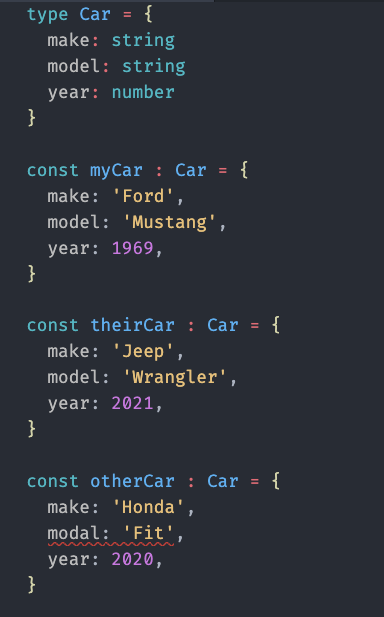 type Car = {
make: string
model: string
year: number
}
const myCar : Car = {
make: 'Ford',
model: 'Mustang',
year: 1969,
}
const theirCar : Car = {
make: 'Jeep',
model: 'Wrangler',
year: 2021,
}
const otherCar : Car = {
make: 'Honda',
modal: 'Fit',
year: 2020,
}